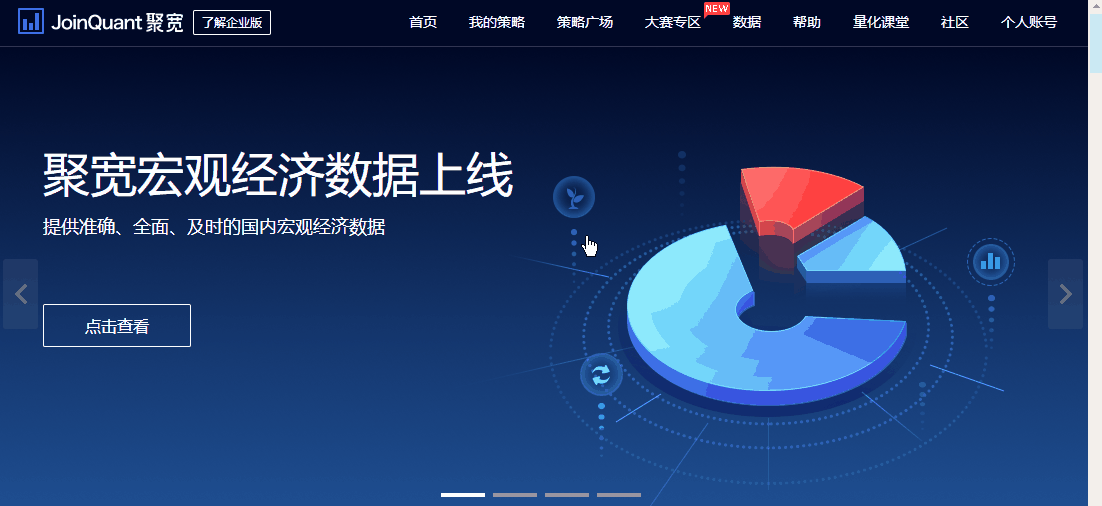 JoinQuant 聚宽 了解企业版 首页 我的策略 策略广场 大赛专区 NEW 数据 帮助 量化课堂 社区 个人账号
聚宽宏观经济数据上线
提供准确、全面、及时的国内宏观经济数据
点击查看